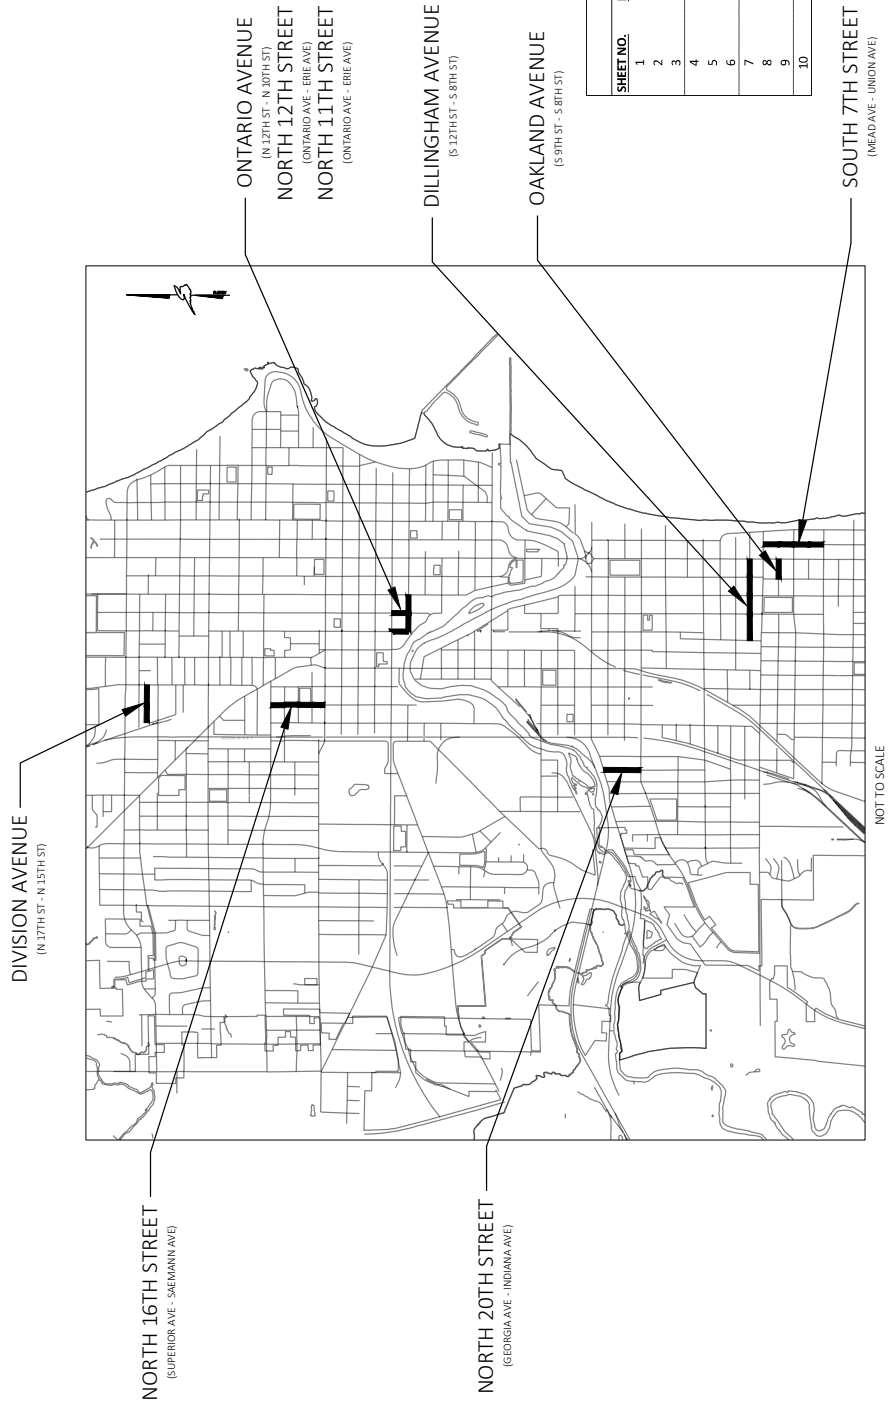 DIVISION AVENUE
(N 17TH ST - N 15TH ST)
NORTH 16TH STREET
(SUPERIOR AVE - SAEMANN AVE)
NORTH 20TH STREET
(GEORGIA AVE - INDIANA AVE)
ONTARIO AVENUE
(N 12TH ST - N 10TH ST)
NORTH 12TH STREET
(ONTARIO AVE - ERIE AVE)
NORTH 11TH STREET
(ONTARIO AVE - ERIE AVE)
DILLINGHAM AVENUE
(S 12TH ST - S 8TH ST)
OAKLAND AVENUE
(S 9TH ST - S 8TH ST)
SOUTH 7TH STREET
(MEAD AVE - UNION AVE)
SHEET NO.
1
2
3
4
5
6
7
8
9
10
NOT TO SCALE